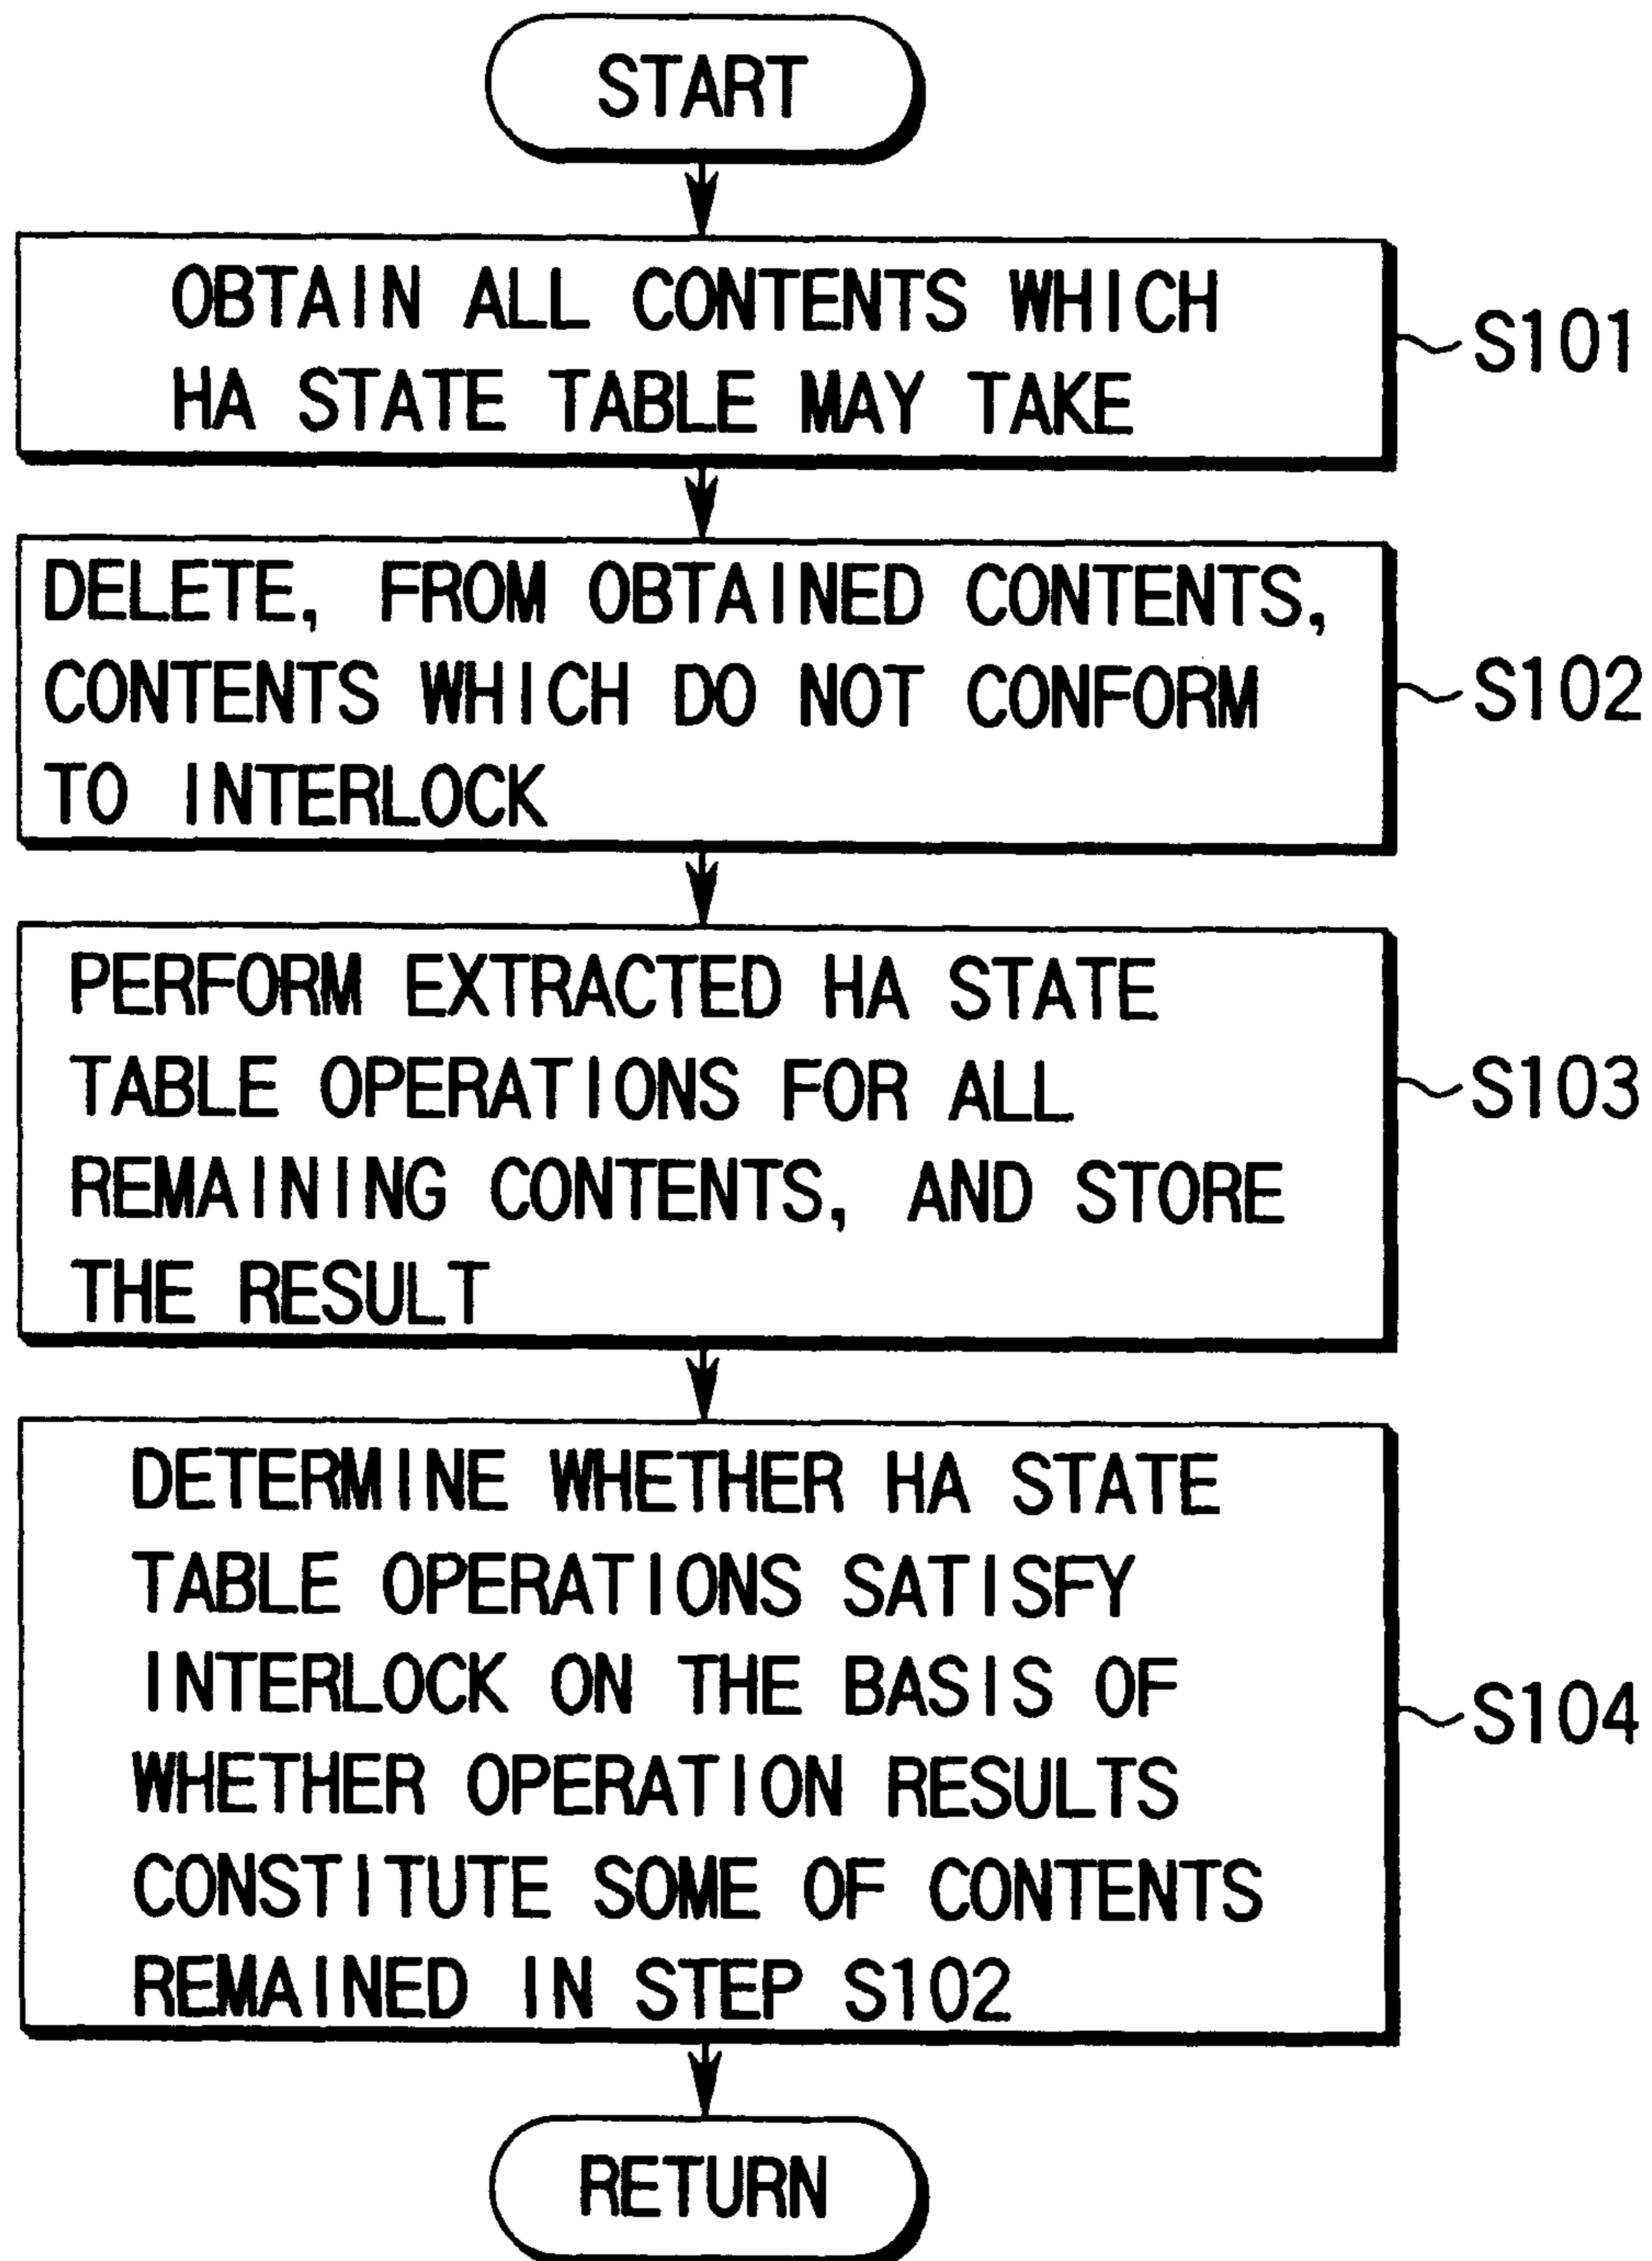 START
OBTAIN ALL CONTENTS WHICH
HA STATE TABLE MAY TAKE
S101
DELETE, FROM OBTAINED CONTENTS,
CONTENTS WHICH DO NOT CONFORM
TO INTERLOCK
S102
PERFORM EXTRACTED HA STATE
TABLE OPERATIONS FOR ALL
REMAINING CONTENTS, AND STORE
THE RESULT
S103
DETERMINE WHETHER HA STATE
TABLE OPERATIONS SATISFY
INTERLOCK ON THE BASIS OF
WHETHER OPERATION RESULTS
CONSTITUTE SOME OF CONTENTS
REMAINED IN STEP S102
S104
RETURN